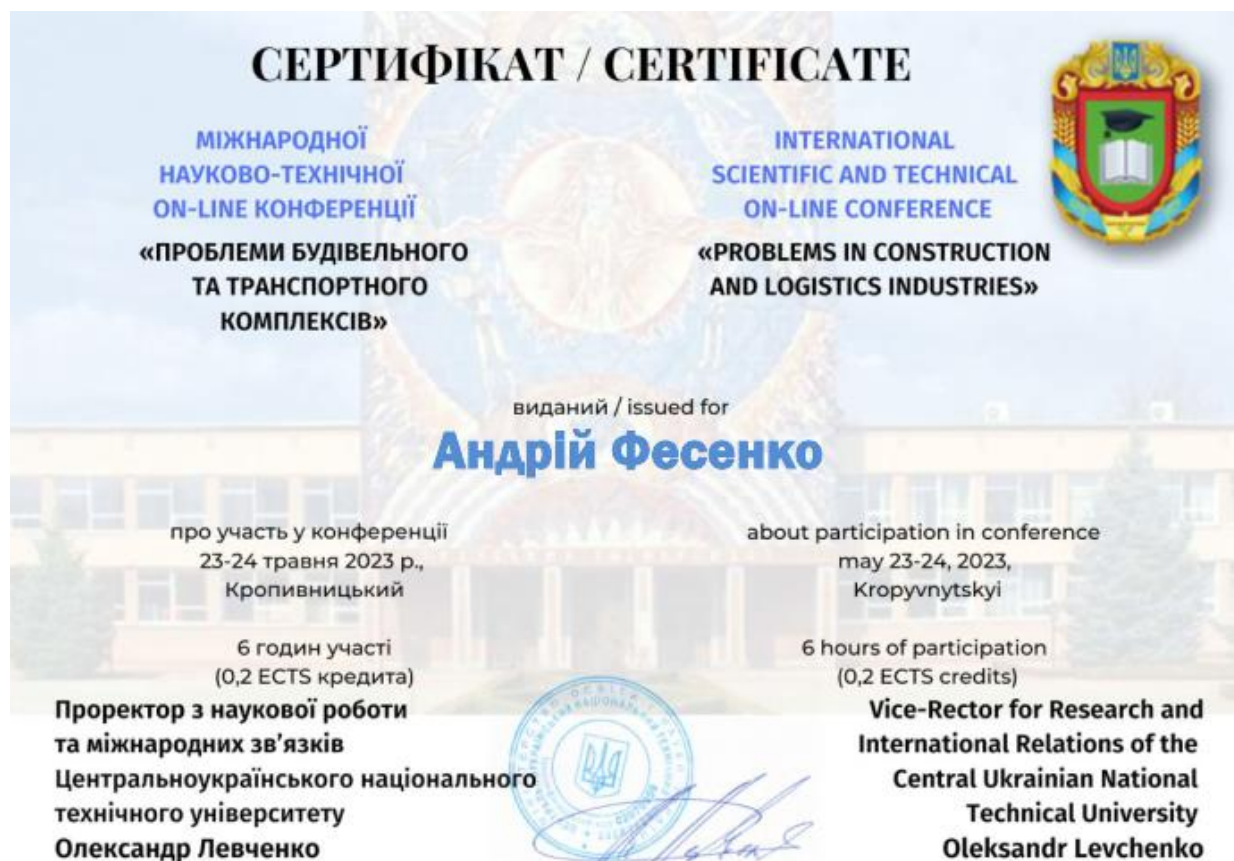 СЕРТИФІКАТ / CERTIFICATE
МІЖНАРОДНОЇ
НАУКОВО-ТЕХНІЧНОЇ
ON-LINE КОНФЕРЕНЦІЇ
«ПРОБЛЕМИ БУДІВЕЛЬНОГО
ТА ТРАНСПОРТНОГО
КОМПЛЕКСІВ»
INTERNATIONAL
SCIENTIFIC AND TECHNICAL
ON-LINE CONFERENCE
«PROBLEMS IN CONSTRUCTION
AND LOGISTICS INDUSTRIES»
виданий / issued for
Андрій Фесенко
про участь у конференції
23-24 травня 2023 р.,
Кропивницький
6 годин участі
(0,2 ECTS кредита)
about participation in conference
may 23-24, 2023,
Kropyvnytskyi
6 hours of participation
(0,2 ECTS credits)
Проректор з наукової роботи
та міжнародних зв’язків
Центральноукраїнського національного
технічного університету
Олександр Левченко
Vice-Rector for Research and
International Relations of the
Central Ukrainian National
Technical University
Oleksandr Levchenko